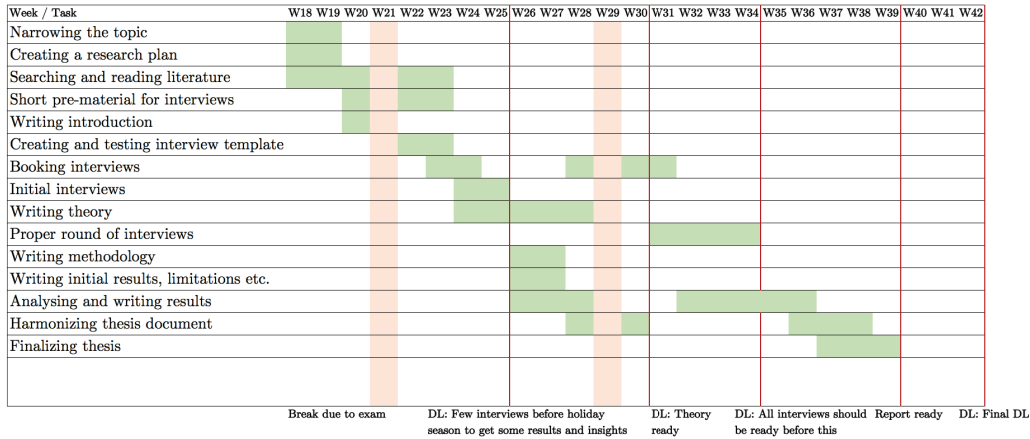 Week / Task W18 W19 W20 W21 W22 W23 W24 W25 W26 W27 W28 W29 W30 W31 W32 W33 W34 W35 W36 W37 W38 W39 W40 W41 W42
Narrowing the topic
Creating a research plan
Searching and reading literature
Short pre-material for interviews
Writing introduction
Creating and testing interview template
Booking interviews
Initial interviews
Writing theory
Proper round of interviews
Writing methodology
Writing initial results, limitations etc.
Analysing and writing results
Harmonizing thesis document
Finalizing thesis
Break due to exam DL: Few interviews before holiday DL: Theory DL: All interviews should Report ready DL: Final DL
season to get some results and insights ready be ready before this